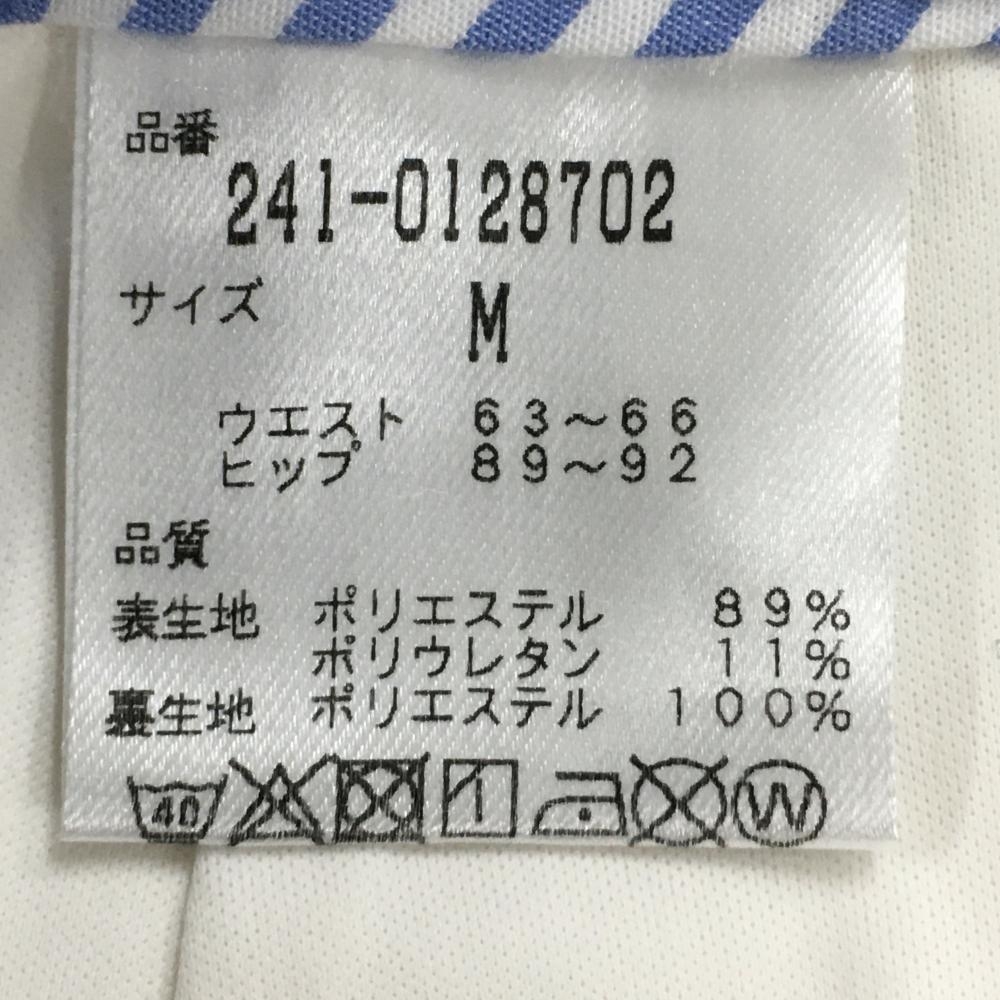 品番
241-0128702
サイズ M
ウエスト 63～66
ヒップ 89～92
品質
表生地 ポリエステル 89%
ポリウレタン 11%
裏生地 ポリエステル 100%
40 W